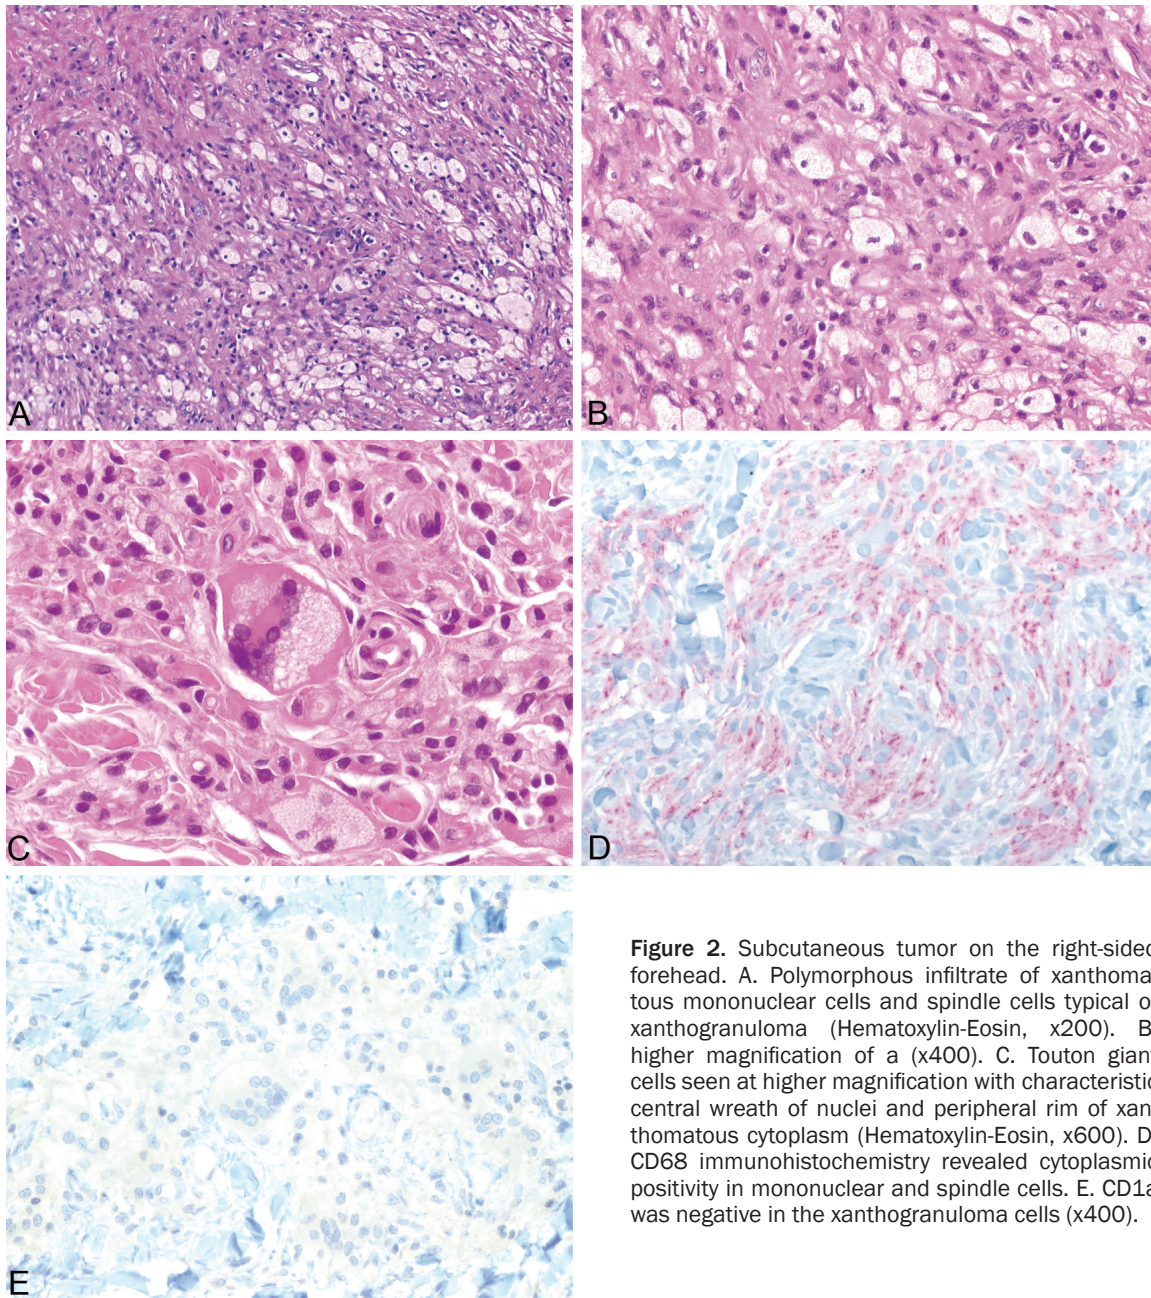 A
B
C
D
E
Figure 2. Subcutaneous tumor on the right-sided
forehead. A. Polymorphous infiltrate of xanthoma-
tous mononuclear cells and spindle cells typical o
xanthogranuloma (Hematoxylin-Eosin, x200). B
higher magnification of a (x400). C. Touton giant
cells seen at higher magnification with characteristic
central wreath of nuclei and peripheral rim of xan-
thomatous cytoplasm (Hematoxylin-Eosin, x600). D
CD68 immunohistochemistry revealed cytoplasmic
positivity in mononuclear and spindle cells. E. CD1a
was negative in the xanthogranuloma cells (x400).